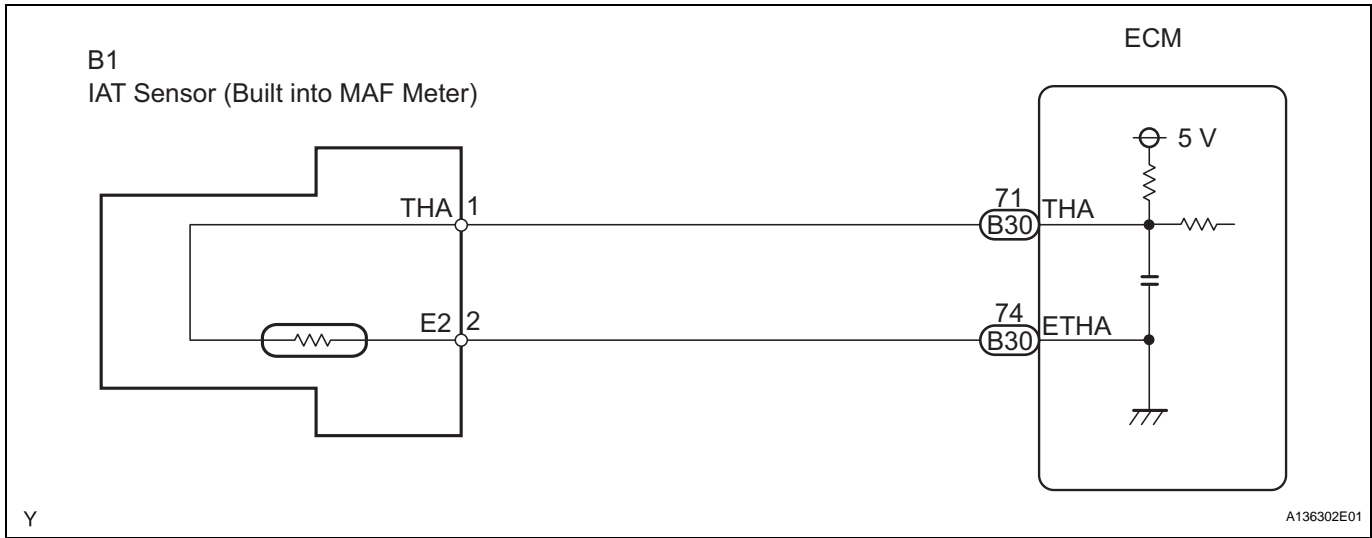 ECM
B1
IAT Sensor (Built into MAF Meter)
5 V
THA 1
71
B30
THA
E2 2
74
B30
ETHA
Y
A136302E01